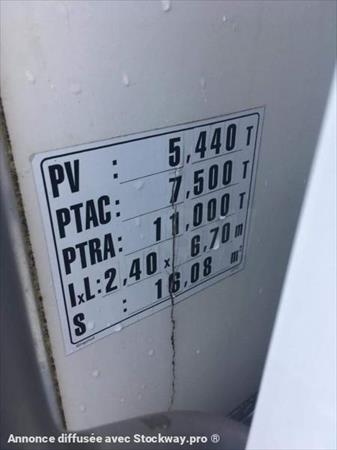 PV : 5,440 T
PTAC : 7,500 T
PTRA : 11,000 T
IxL : 2,40 x 6,70 m
S : 16,08 m²
Annonce diffusée avec Stockway.pro ®